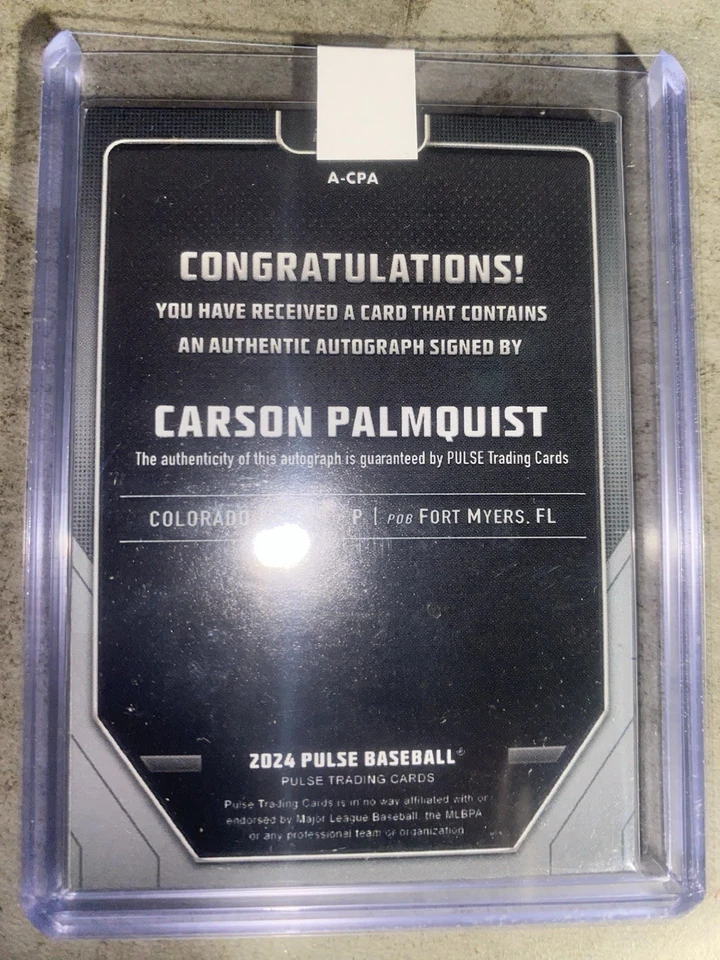 A-CPA
CONGRATULATIONS!
YOU HAVE RECEIVED A CARD THAT CONTAINS
AN AUTHENTIC AUTOGRAPH SIGNED BY
CARSON PALMQUIST
The authenticity of this autograph is guaranteed by PULSE Trading Cards
COLORADO P | POB FORT MYERS, FL
2024 PULSE BASEBALL®
PULSE TRADING CARDS
Pulse Trading Cards is in no way affiliated with or
endorsed by Major League Baseball, the MLBPA
or any professional team or organization